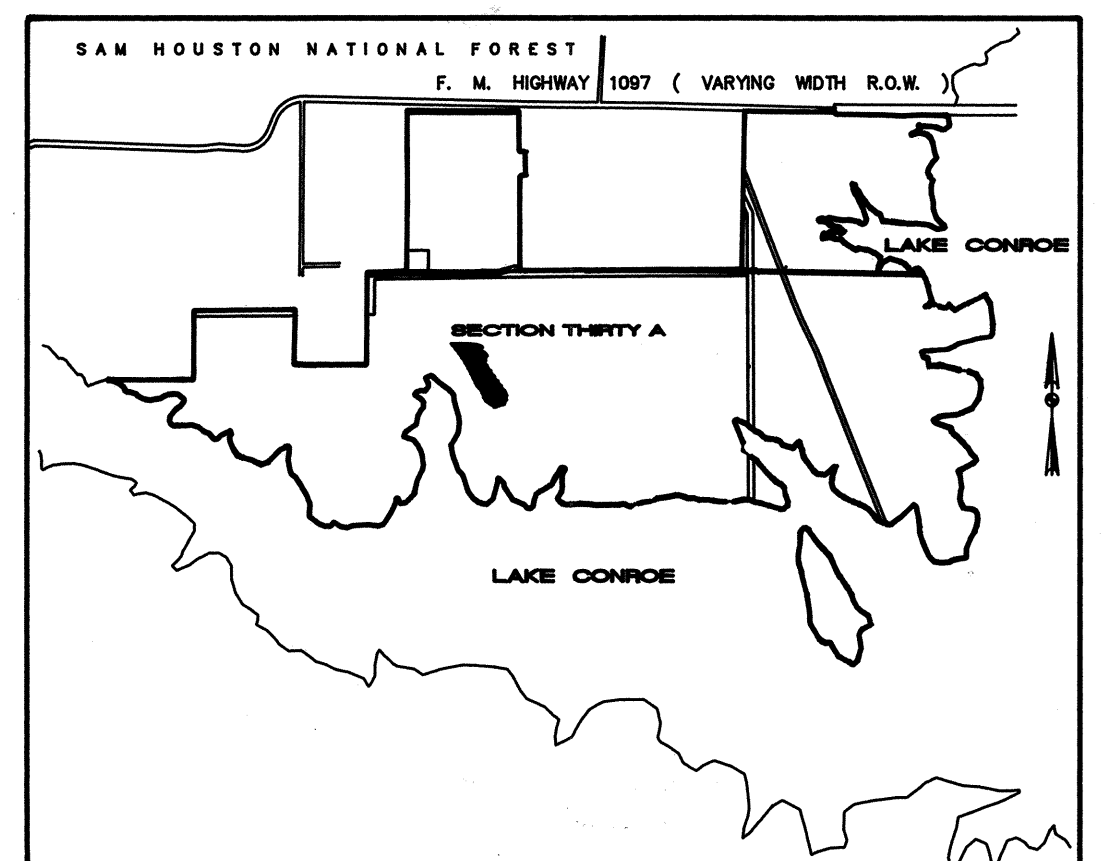 SAM HOUSTON NATIONAL FOREST
F. M. HIGHWAY 1097 ( VARYING WIDTH R.O.W. )
LAKE CONROE
SECTION THIRTY A
LAKE CONROE